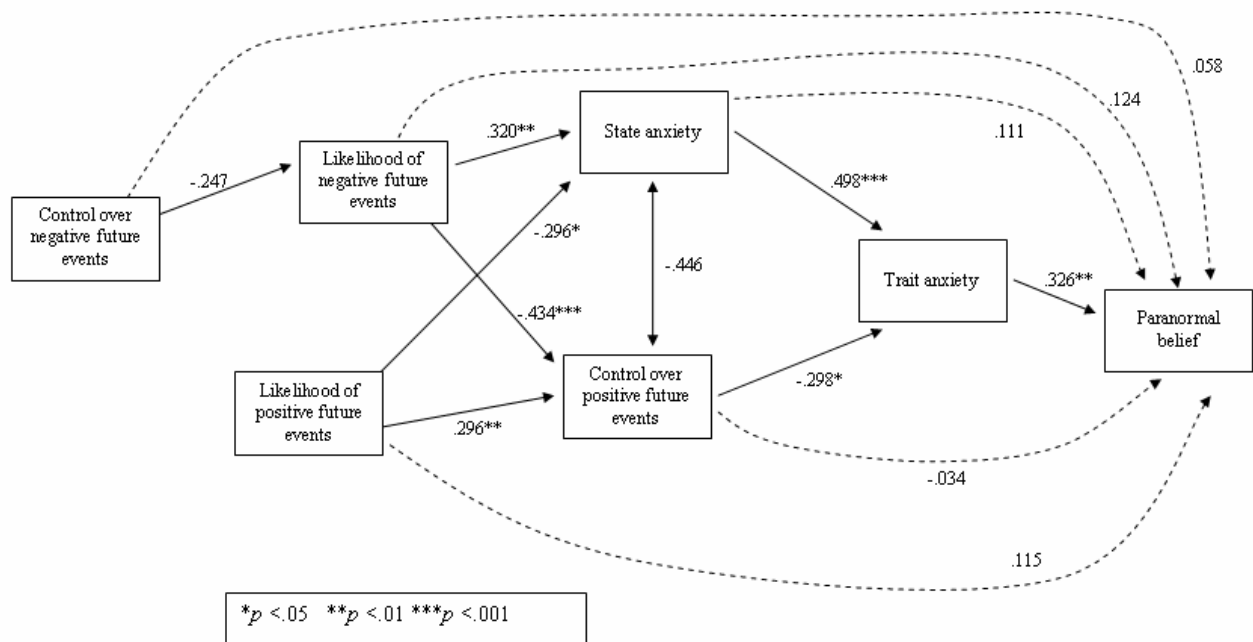 .058
.124
.111
.320**
State anxiety
Likelihood of
negative future
events
-.247
.498***
Control over
negative future
events
-.296*
-.446
Trait anxiety
.326**
Paranormal
belief
-.434***
Control over
positive future
events
-.298*
Likelihood of
positive future
events
.296**
-.034
.115
*p <.05 **p <.01 ***p <.001